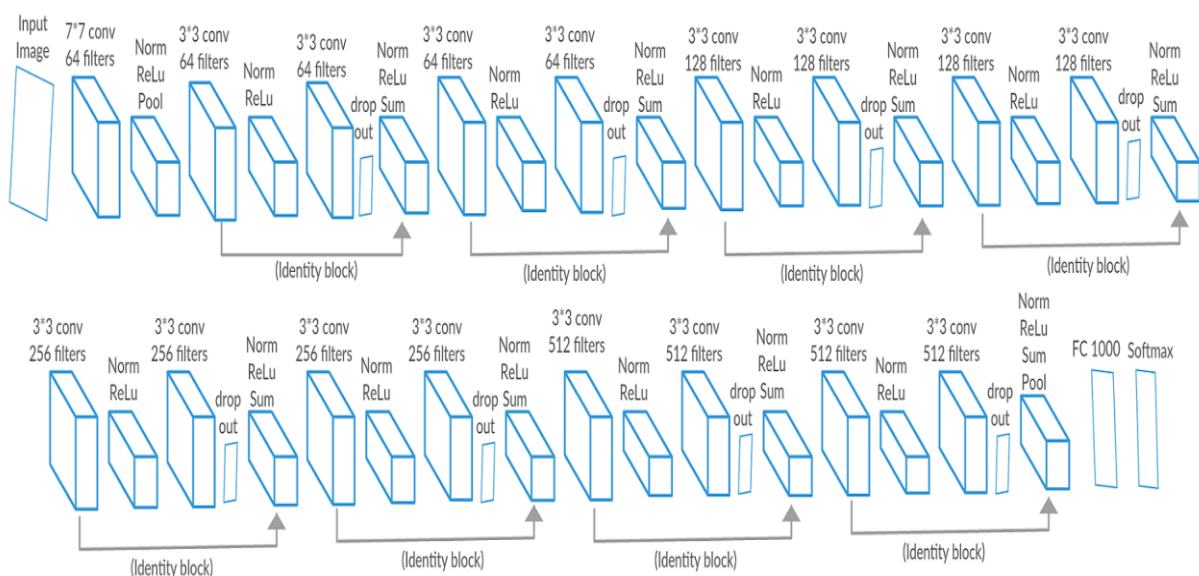 Input
Image
7*7 conv
64 filters
Norm
ReLu
Pool
3*3 conv
64 filters
Norm
ReLu
3*3 conv
64 filters
drop
out
Norm
ReLu
Sum
3*3 conv
64 filters
Norm
ReLU
3*3 conv
64 filters
drop
out
Norm
ReLU
Sum
3*3 conv
128 filters
Norm
ReLu
3*3 conv
128 filters
drop
out
Norm
ReLu
Sum
3*3 conv
128 filters
Norm
ReLu
3*3 conv
128 filters
drop
out
Norm
ReLu
Sum
(Identity block)
(Identity block)
(Identity block)
(Identity block)
3*3 conv
256 filters
Norm
ReLu
3*3 conv
256 filters
drop
out
Norm
ReLU
Sum
3*3 conv
256 filters
Norm
ReLu
3*3 conv
256 filters
drop
out
Norm
ReLu
Sum
3*3 conv
512 filters
Norm
ReLu
3*3 conv
512 filters
drop
out
Norm
ReLU
Sum
3*3 conv
512 filters
Norm
ReLu
3*3 conv
512 filters
drop
out
Norm
ReLu
Sum
Pool
FC 1000
Softmax
(Identity block)
(Identity block)
(Identity block)
(Identity block)